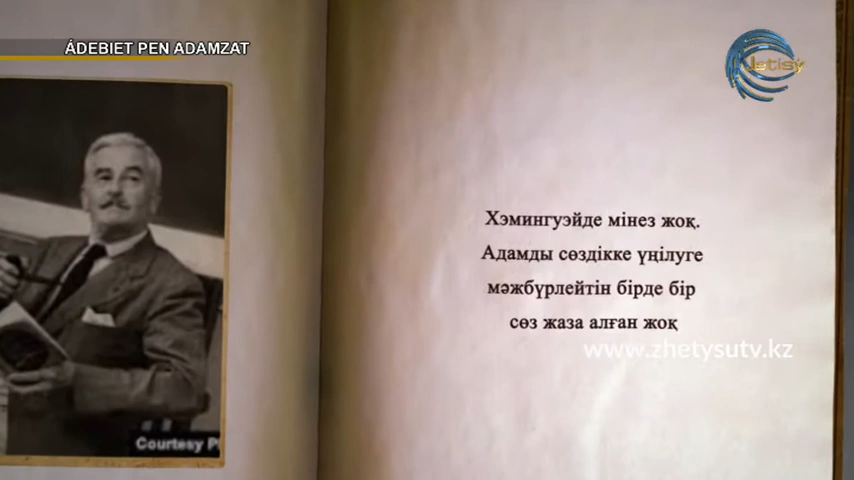 ÁDEBIET PEN ADAMZAT
Jetisý
Хэмингуэйде мінез жоқ.
Адамды сөздікке үңілуге
мәжбүрлейтін бірде бір
сөз жаза алған жоқ
www.zhetysutv.kz
Courtesy